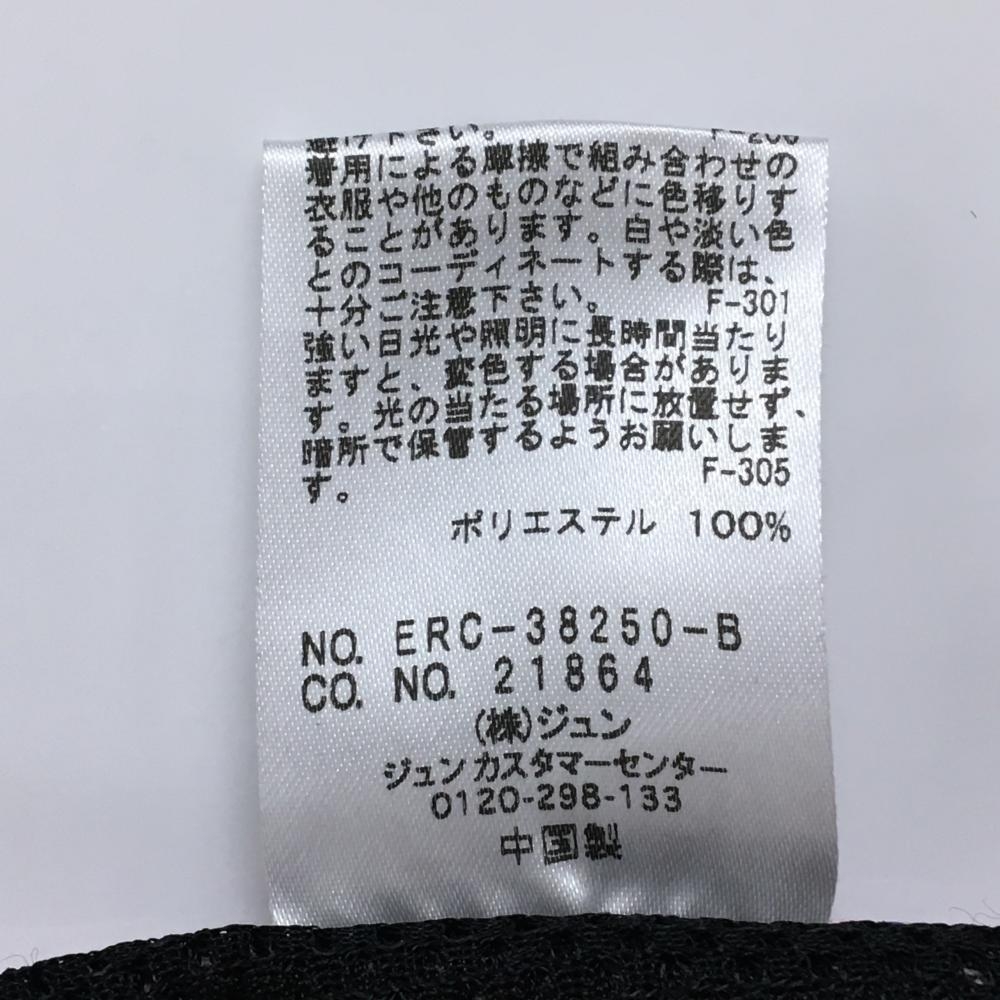 避け下さい。 F-206
着用による摩擦で組み合わせの
衣服や他のものなどに色移りす
ることがあります。白や淡い色
とのコーディネートする際は、
十分ご注意下さい。 F-301
強い日光や照明に長時間当たり
ますと、変色する場合がありま
す。光の当たる場所に放置せず、
暗所で保管するようお願いしま
す。 F-305
ポリエステル 100%
NO. ERC-38250-B
CO. NO. 21864
(株)ジュン
ジュンカスタマーセンター
0120-298-133
中国製